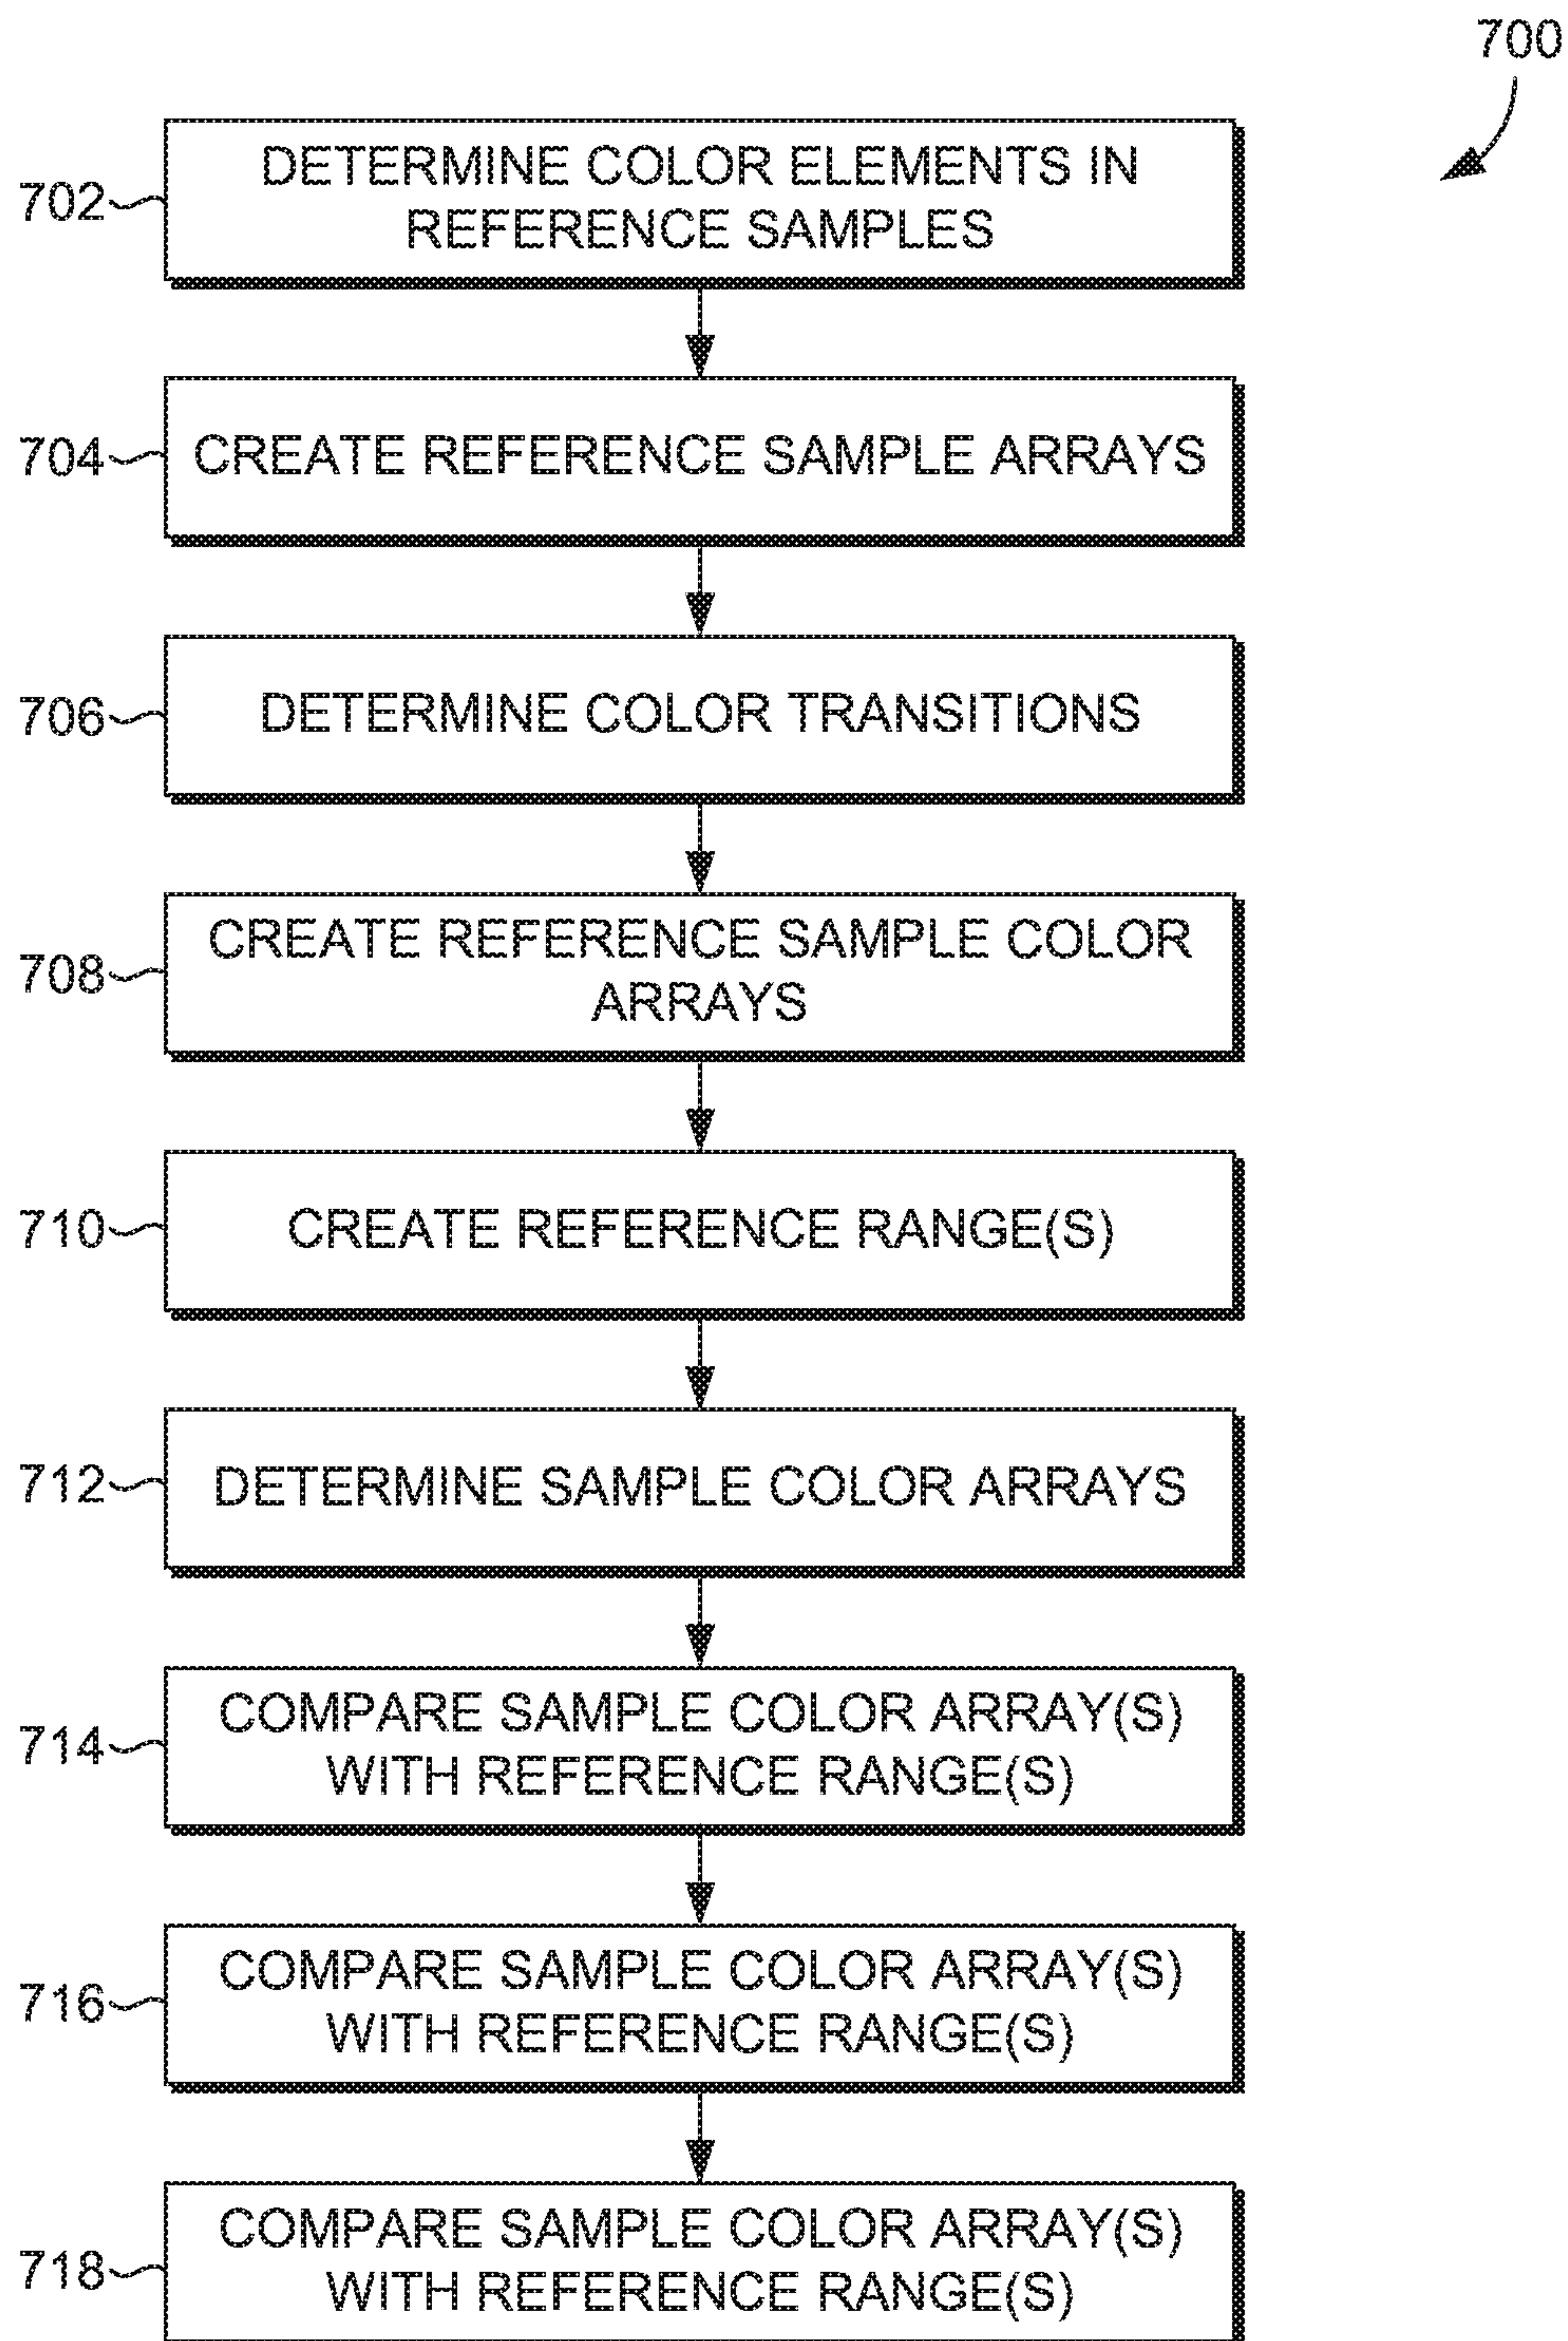 700
702
DETERMINE COLOR ELEMENTS IN
REFERENCE SAMPLES
704
CREATE REFERENCE SAMPLE ARRAYS
706
DETERMINE COLOR TRANSITIONS
708
CREATE REFERENCE SAMPLE COLOR
ARRAYS
710
CREATE REFERENCE RANGE(S)
712
DETERMINE SAMPLE COLOR ARRAYS
714
COMPARE SAMPLE COLOR ARRAY(S)
WITH REFERENCE RANGE(S)
716
COMPARE SAMPLE COLOR ARRAY(S)
WITH REFERENCE RANGE(S)
718
COMPARE SAMPLE COLOR ARRAY(S)
WITH REFERENCE RANGE(S)